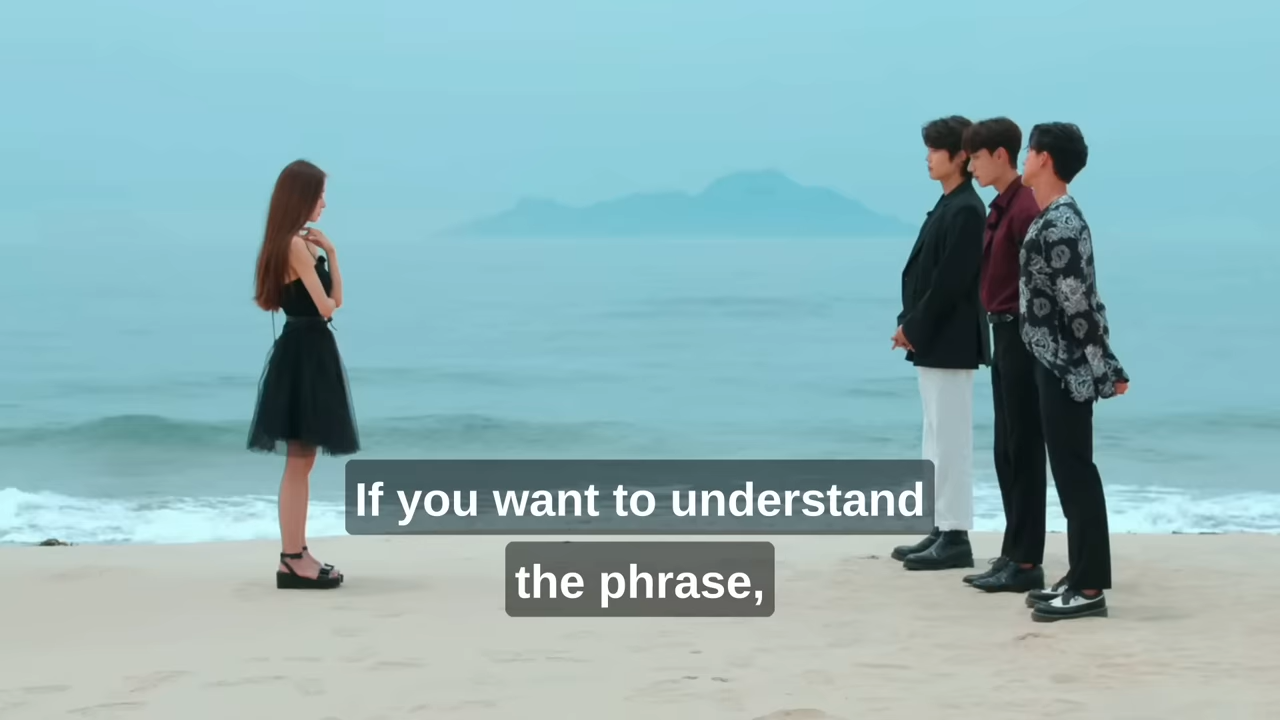 If you want to understand
the phrase,